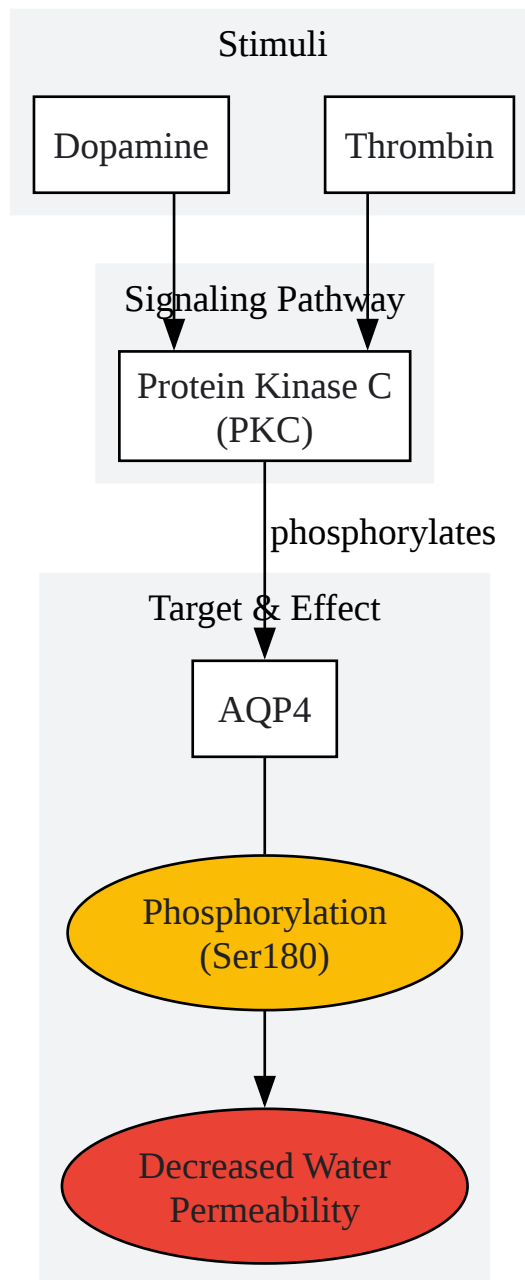 Stimuli
Dopamine
Thrombin
Signaling Pathway
Protein Kinase C
(PKC)
phosphorylates
Target & Effect
AQP4
Phosphorylation
(Ser180)
Decreased Water
Permeability